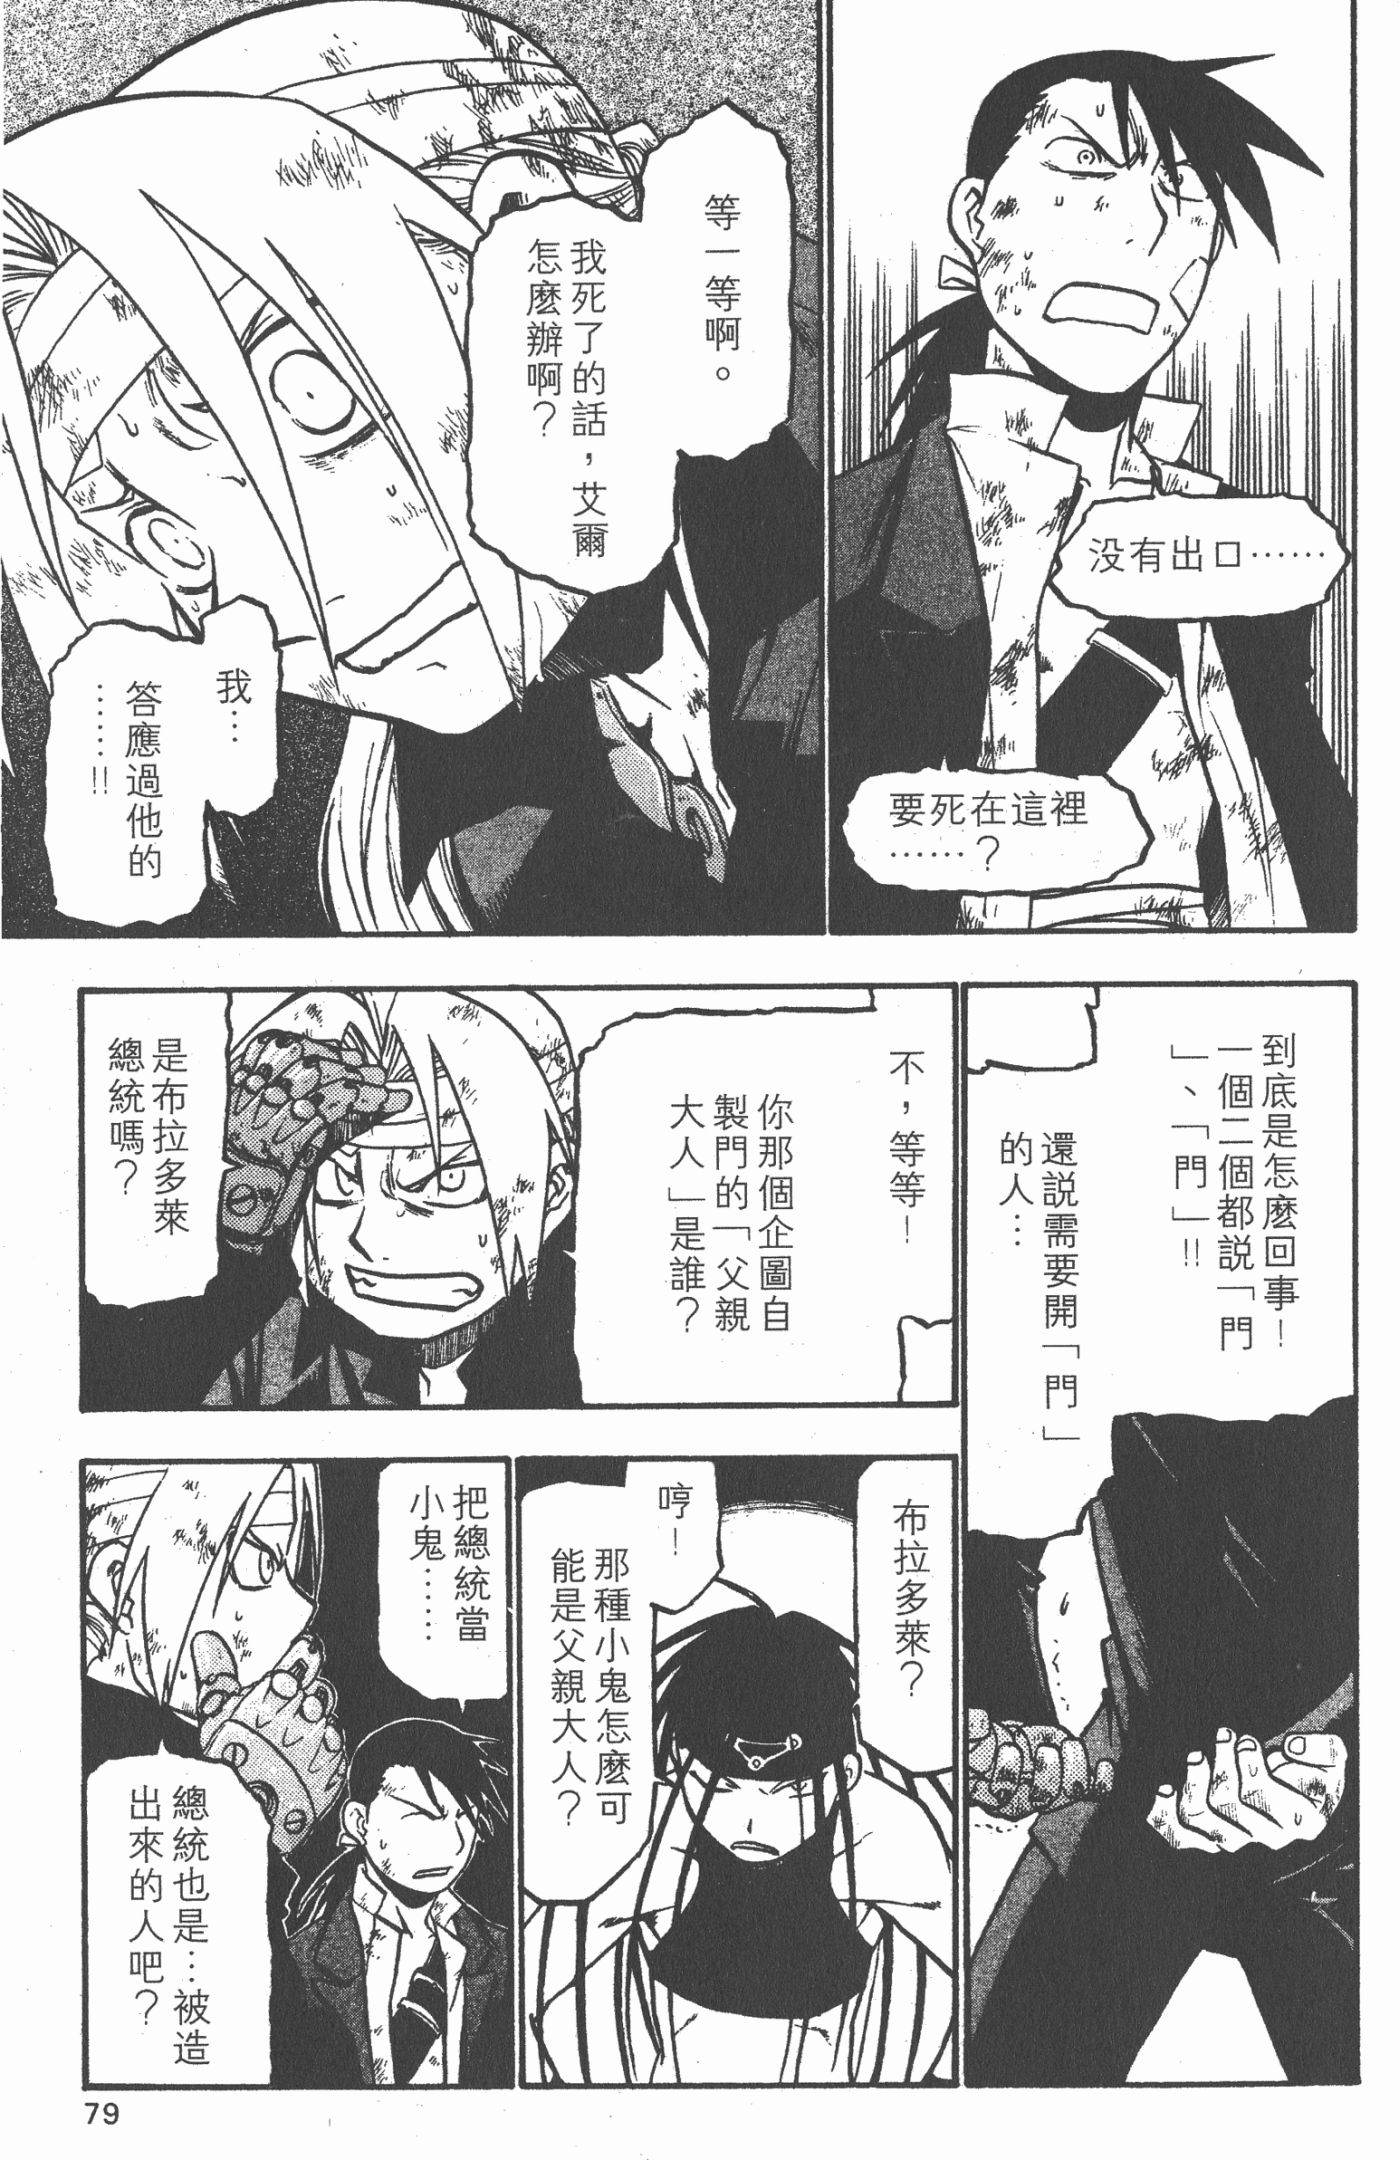 没有出口……
要死在這裡
……？
等一等啊。
我死了的話，艾爾
怎麼辦啊？
我…
答應過他的
……!!
到底是怎麼回事！
一個二個都說「門
」、「門」!!
還說需要開「門」
的人…
不，等等！
你那個企圖自
製門的「父親
大人」是誰？
是布拉多萊
總統嗎？
布拉多萊？
哼！
那種小鬼怎麼可
能是父親大人？
把總統當
小鬼……
總統也是…被造
出來的人吧？
79